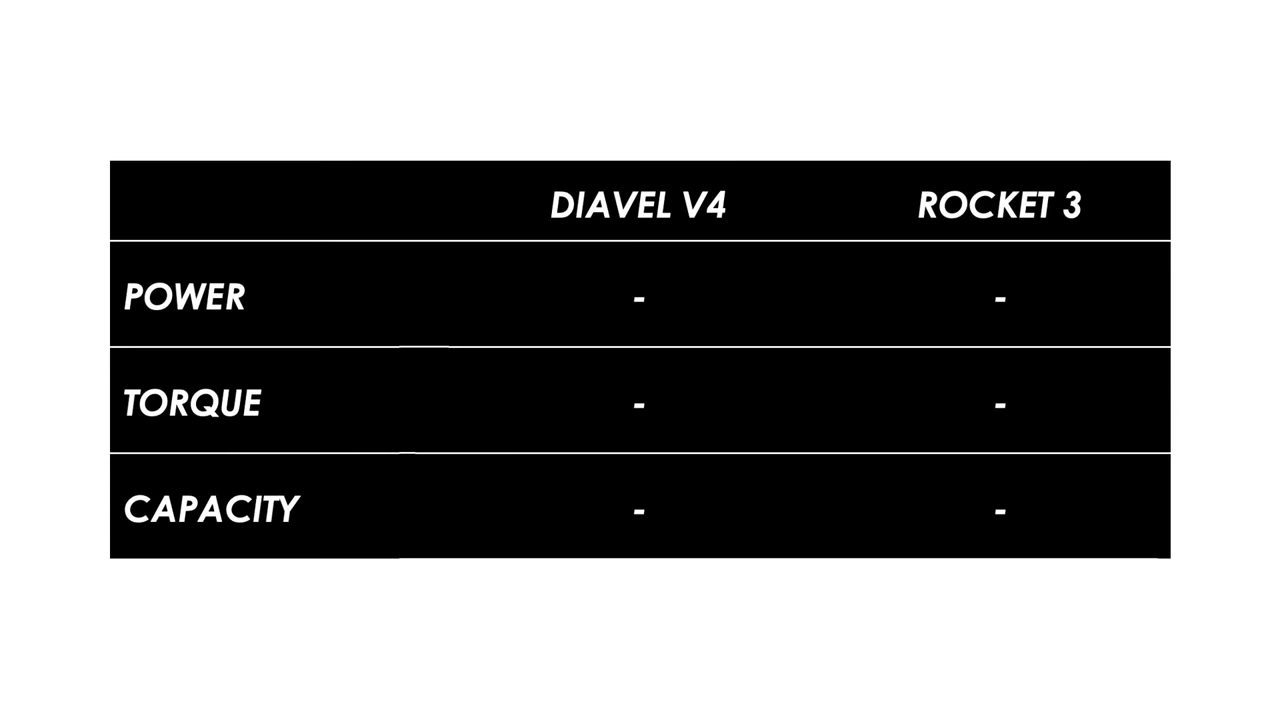 DIAVEL V4 ROCKET 3
POWER - -
TORQUE - -
CAPACITY - -